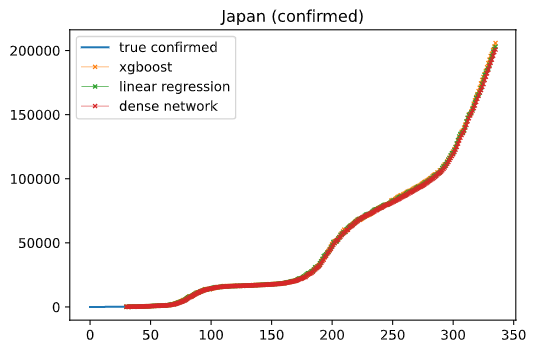 Japan (confirmed)
true confirmed
xgboost
linear regression
dense network
200000
150000
100000
50000
0
0 50 100 150 200 250 300 350